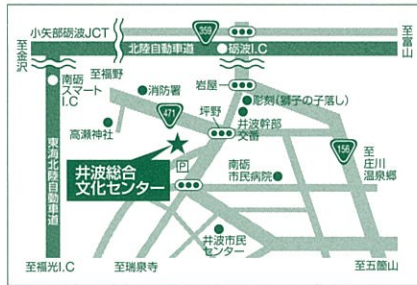 小矢部砺波JCT
359
至金沢
北陸自動車道
砺波I.C
至富山
南砺
スマート
I.C
至福野
消防署
岩屋
彫刻(獅子の子落し)
471
坪野
井波幹部
交番
高瀬神社
156
至
庄川
温泉郷
東海北陸自動車道
井波総合
文化センター
P
南砺
市民病院
井波市民
センター
至福光I.C
至瑞泉寺
至五箇山